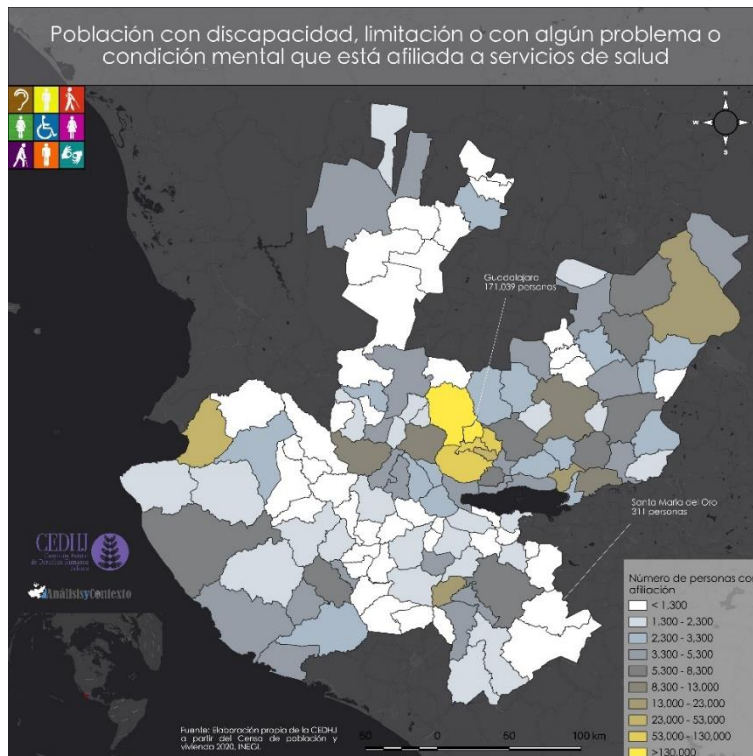 Población con discapacidad, limitación o con algún problema o
condición mental que está afiliada a servicios de salud
N
W
E
S
Guadalajara
171,039 personas
Santa María del Oro
311 personas
CEDHJ
AnálisisyContexto
Número de personas con
afiliación
< 1,300
1,300 - 2,300
2,300 - 3,300
3,300 - 5,300
5,300 - 8,300
8,300 - 13,000
13,000 - 23,000
23,000 - 53,000
53,000 - 130,000
>130,000
Fuente: Elaboración propia de la CEDHJ
a partir del Censo de población y
vivienda 2020, INEGI.
50 0 50 100 km